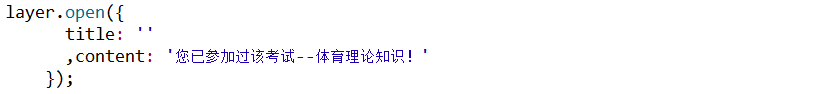 layer.open({
title: ''
,content: '您已参加过该考试--体育理论知识！'
});